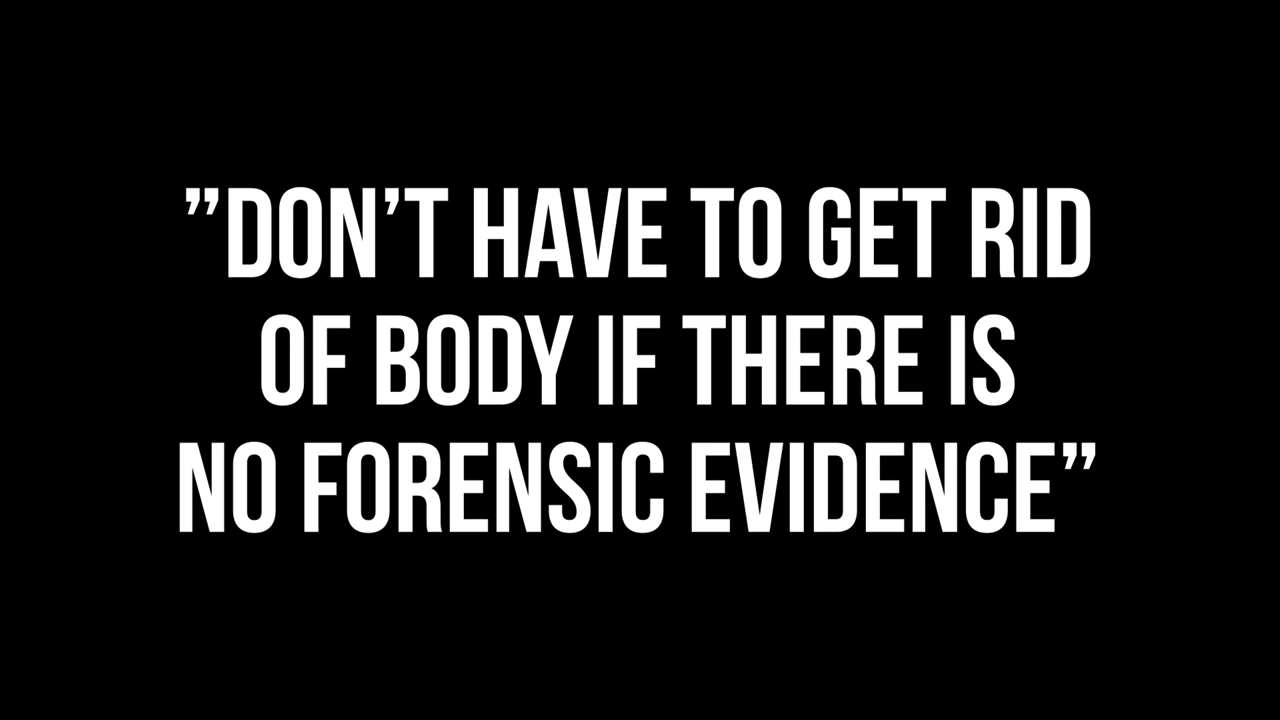 ”DON’T HAVE TO GET RID
OF BODY IF THERE IS
NO FORENSIC EVIDENCE”